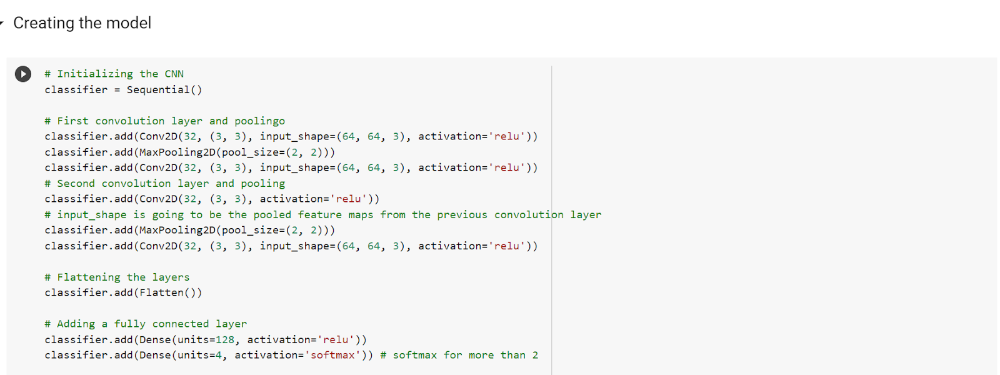 Creating the model
# Initializing the CNN
classifier = Sequential()
# First convolution layer and poolingo
classifier.add(Conv2D(32, (3, 3), input_shape=(64, 64, 3), activation='relu'))
classifier.add(MaxPooling2D(pool_size=(2, 2)))
classifier.add(Conv2D(32, (3, 3), input_shape=(64, 64, 3), activation='relu'))
# Second convolution layer and pooling
classifier.add(Conv2D(32, (3, 3), activation='relu'))
# input_shape is going to be the pooled feature maps from the previous convolution layer
classifier.add(MaxPooling2D(pool_size=(2, 2)))
classifier.add(Conv2D(32, (3, 3), input_shape=(64, 64, 3), activation='relu'))
# Flattening the layers
classifier.add(Flatten())
# Adding a fully connected layer
classifier.add(Dense(units=128, activation='relu'))
classifier.add(Dense(units=4, activation='softmax')) # softmax for more than 2